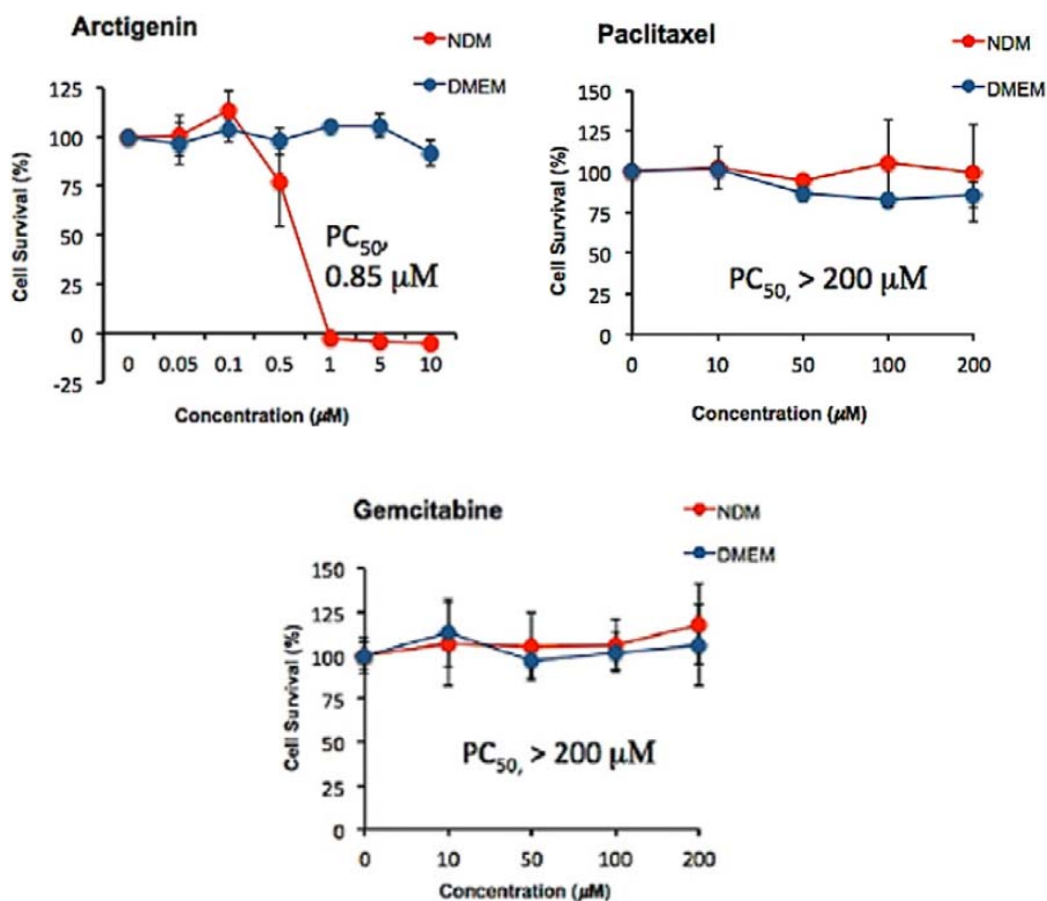 Arctigenin
NDM
DMEM
125
100
75
50
25
0
-25
Cell Survival (%)
PC50,
0.85 μM
0 0.05 0.1 0.5 1 5 10
Concentration (μM)
Paclitaxel
NDM
DMEM
150
125
100
75
50
25
0
Cell Survival (%)
PC50, > 200 μM
0 10 50 100 200
Concentration (μM)
Gemcitabine
NDM
DMEM
150
125
100
75
50
25
0
Cell Survival (%)
PC50, > 200 μM
0 10 50 100 200
Concentration (μM)